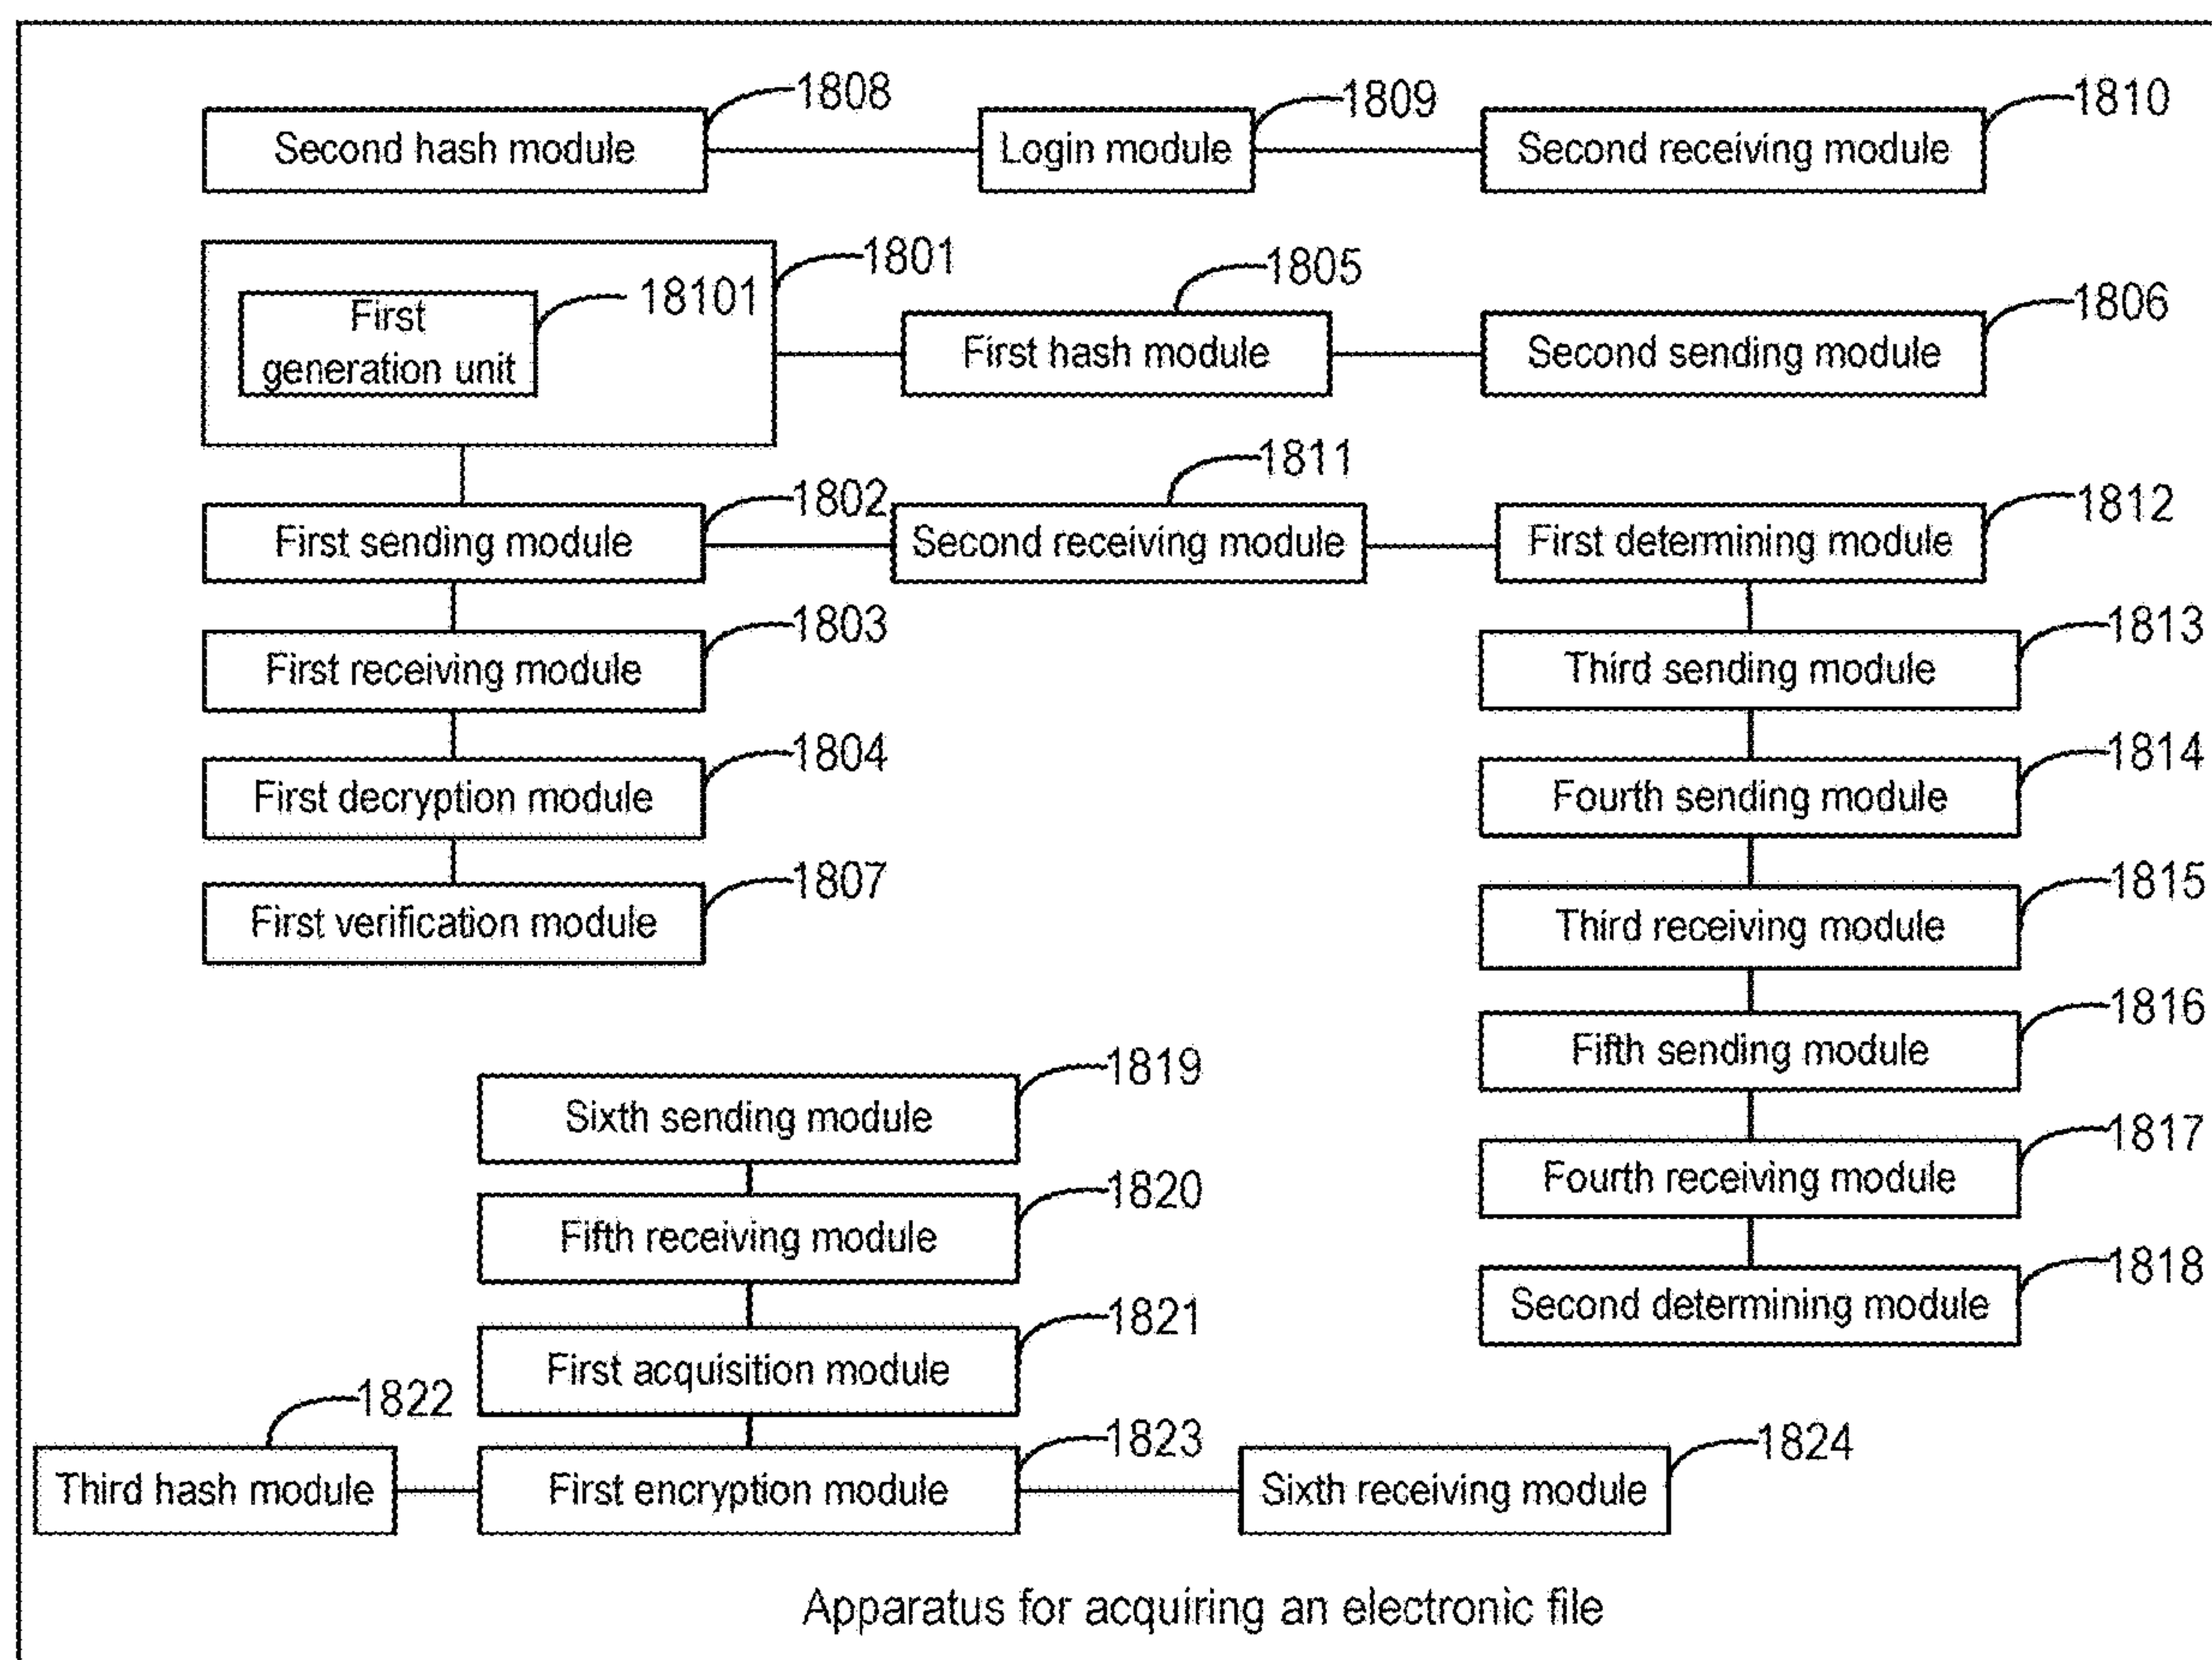 1808
1809
1810
Second hash module
Login module
Second receiving module
1801
1805
18101
1806
First
generation unit
First hash module
Second sending module
1811
1802
1812
First sending module
Second receiving module
First determining module
1803
1813
First receiving module
Third sending module
1804
1814
First decryption module
Fourth sending module
1807
1815
First verification module
Third receiving module
1816
Fifth sending module
1819
Sixth sending module
1817
Fourth receiving module
1820
Fifth receiving module
1818
Second determining module
1821
First acquisition module
1822
1823
1824
Third hash module
First encryption module
Sixth receiving module
Apparatus for acquiring an electronic file